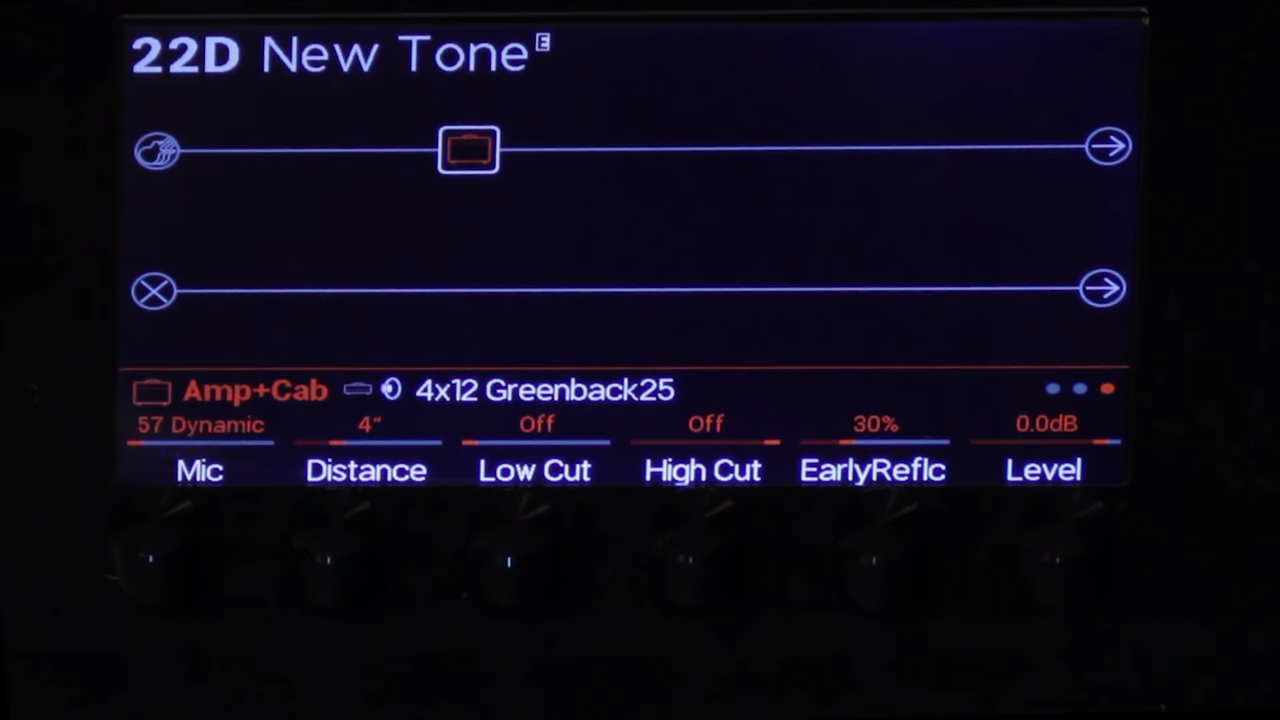 22D New Tone E
Amp+Cab 4x12 Greenback25
57 Dynamic 4" Off Off 30% 0.0dB
Mic Distance Low Cut High Cut EarlyReflc Level